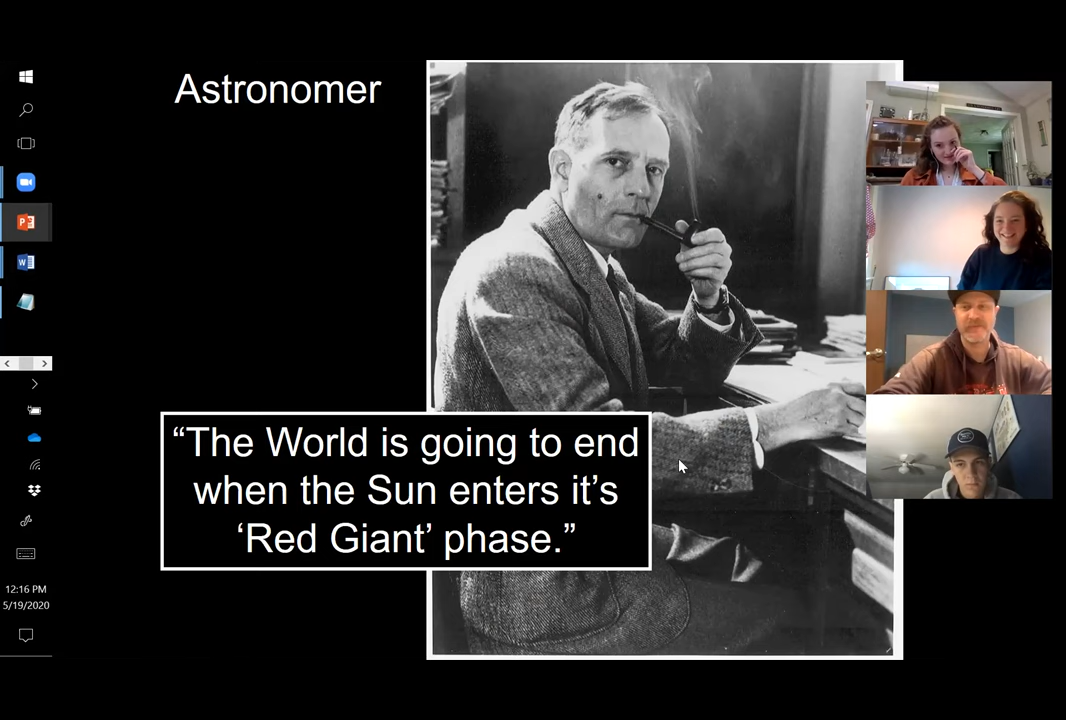 Astronomer
“The World is going to end
when the Sun enters it’s
‘Red Giant’ phase.”
12:16 PM
5/19/2020